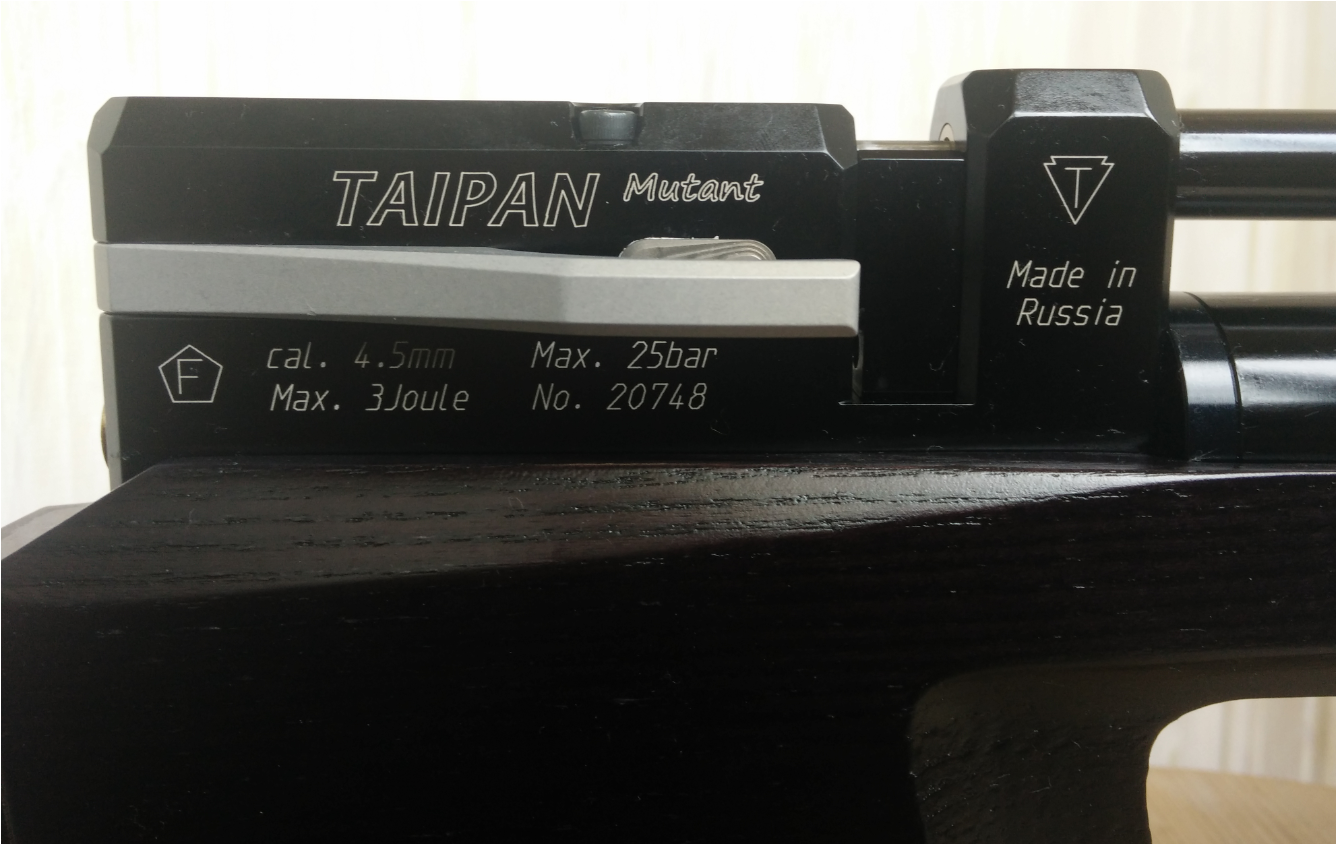 TAIPAN Mutant
T
Made in
Russia
F
cal. 4.5mm Max. 25bar
Max. 3Joule No. 20748